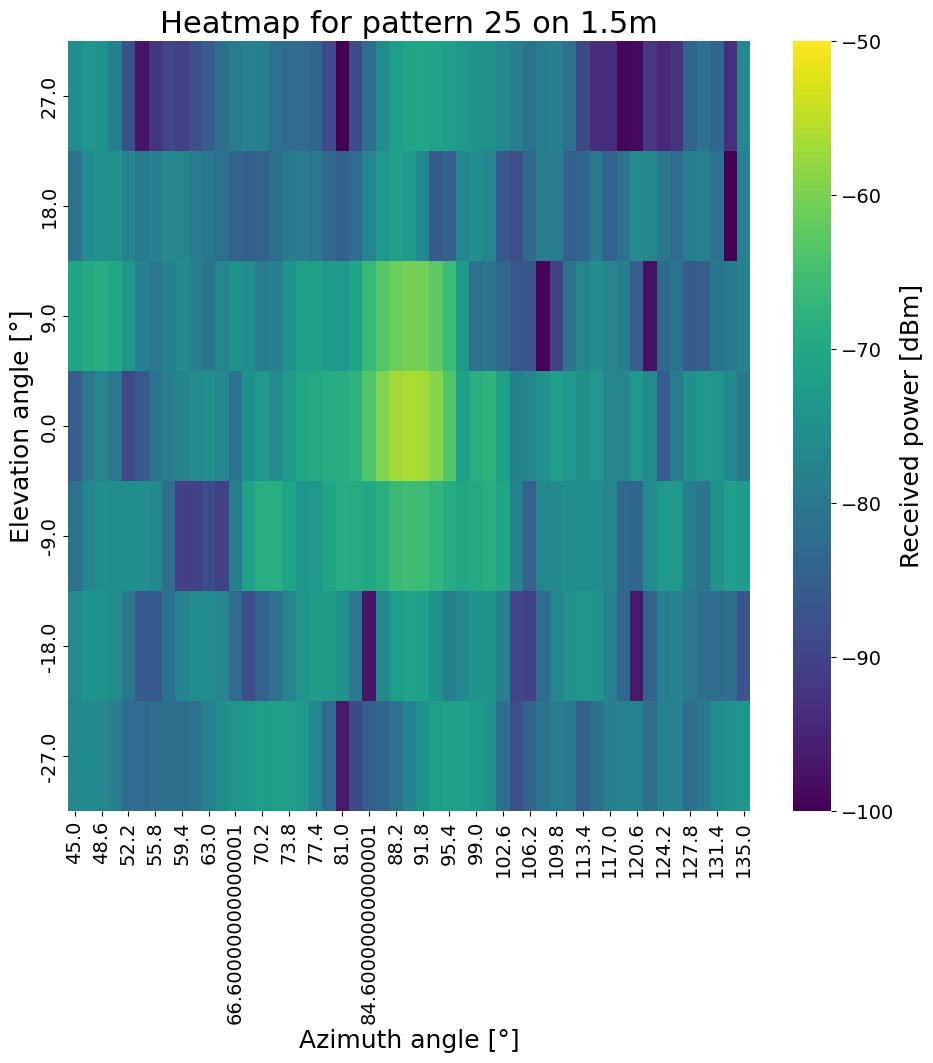 Heatmap for pattern 25 on 1.5m
Elevation angle [°]
27.0
18.0
9.0
0.0
-9.0
-18.0
-27.0
45.0 48.6 52.2 55.8 59.4 63.0 66.60000000000001 70.2 73.8 77.4 81.0 84.60000000000001 88.2 91.8 95.4 99.0 102.6 106.2 109.8 113.4 117.0 120.6 124.2 127.8 131.4 135.0
Azimuth angle [°]
−50
−60
−70
−80
−90
−100
Received power [dBm]